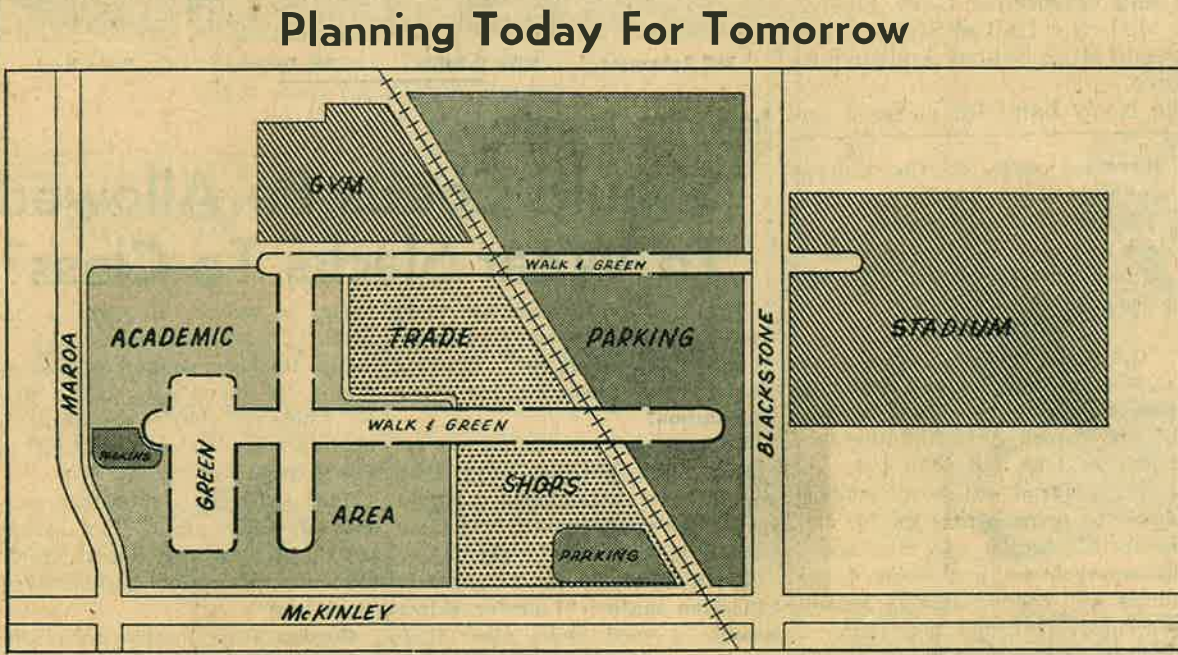 Planning Today For Tomorrow
GYM
WALK & GREEN
ACADEMIC
TRADE
PARKING
STADIUM
MAROA
BLACKSTONE
WALK & GREEN
PARKING
GREEN
SHOPS
AREA
PARKING
McKINLEY